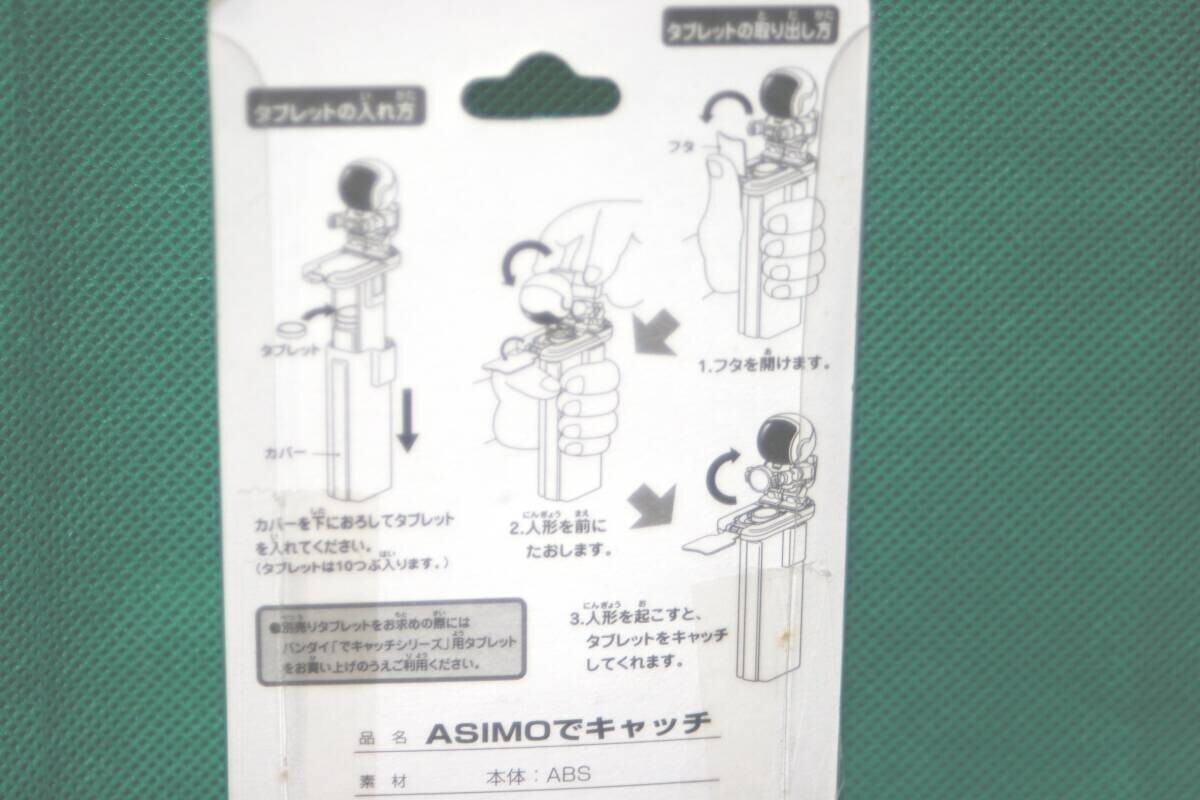 タブレットの入れ方
タブレット
カバー
カバーを下におろしてタブレット
を入れてください。
（タブレットは10つぶ入ります。）
タブレットの取り出し方
フタ
1.フタを開けます。
2.人形を前に
たおします。
3.人形を起こすと、
タブレットをキャッチ
してくれます。
●別売りタブレットをお求めの際には
バンダイ「でキャッチシリーズ」用タブレット
をお買い上げのうえご利用ください。
品名 ASIMOでキャッチ
素材 本体：ABS